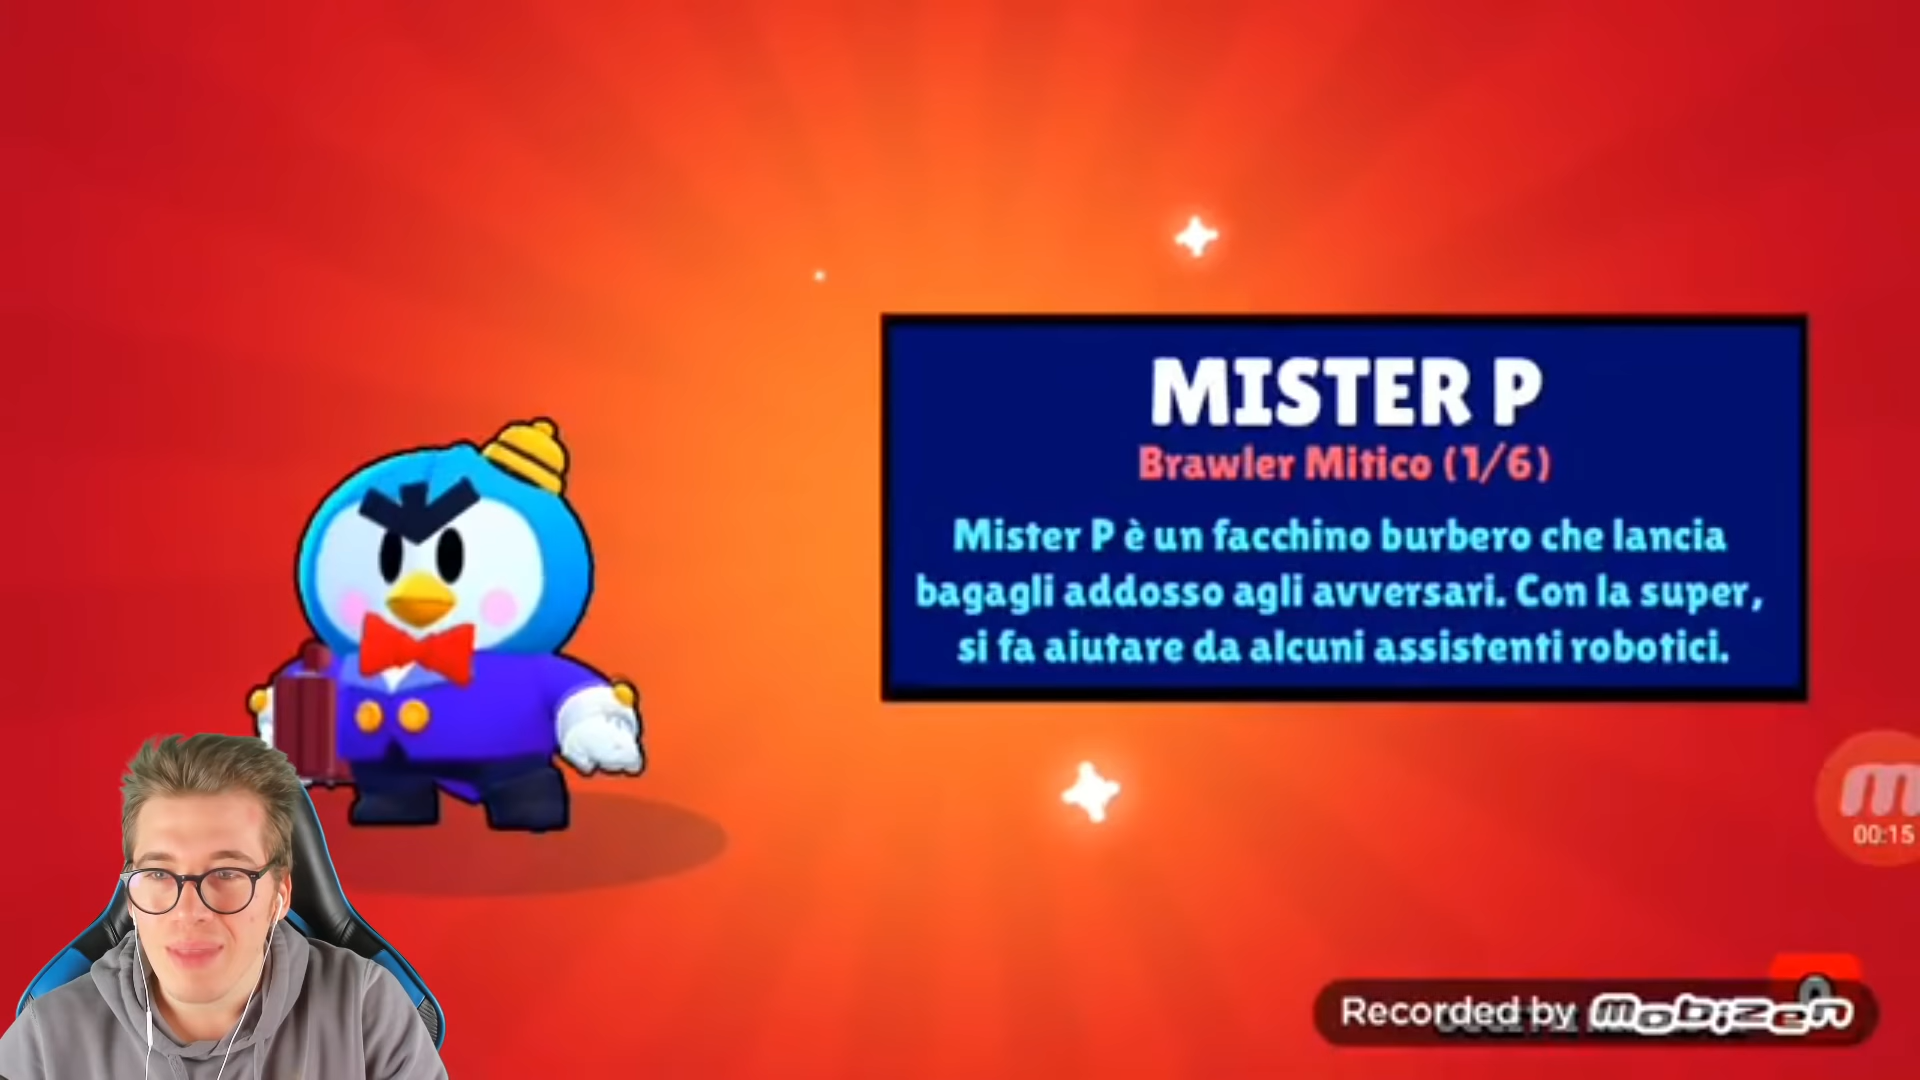 MISTER P
Brawler Mitico (1/6)
Mister P è un facchino burbero che lancia
bagagli addosso agli avversari. Con la super,
si fa aiutare da alcuni assistenti robotici.
m
00:15
0
Recorded by mobizen